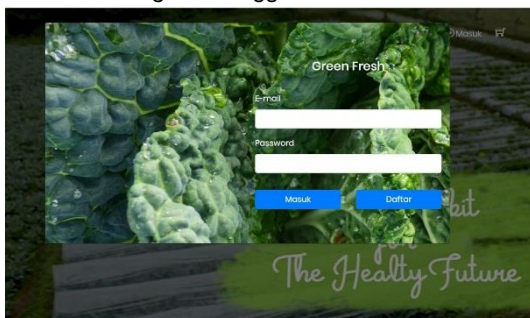 Masuk
Green Fresh
E-mail
Password
Masuk Daftar
The Healty Future